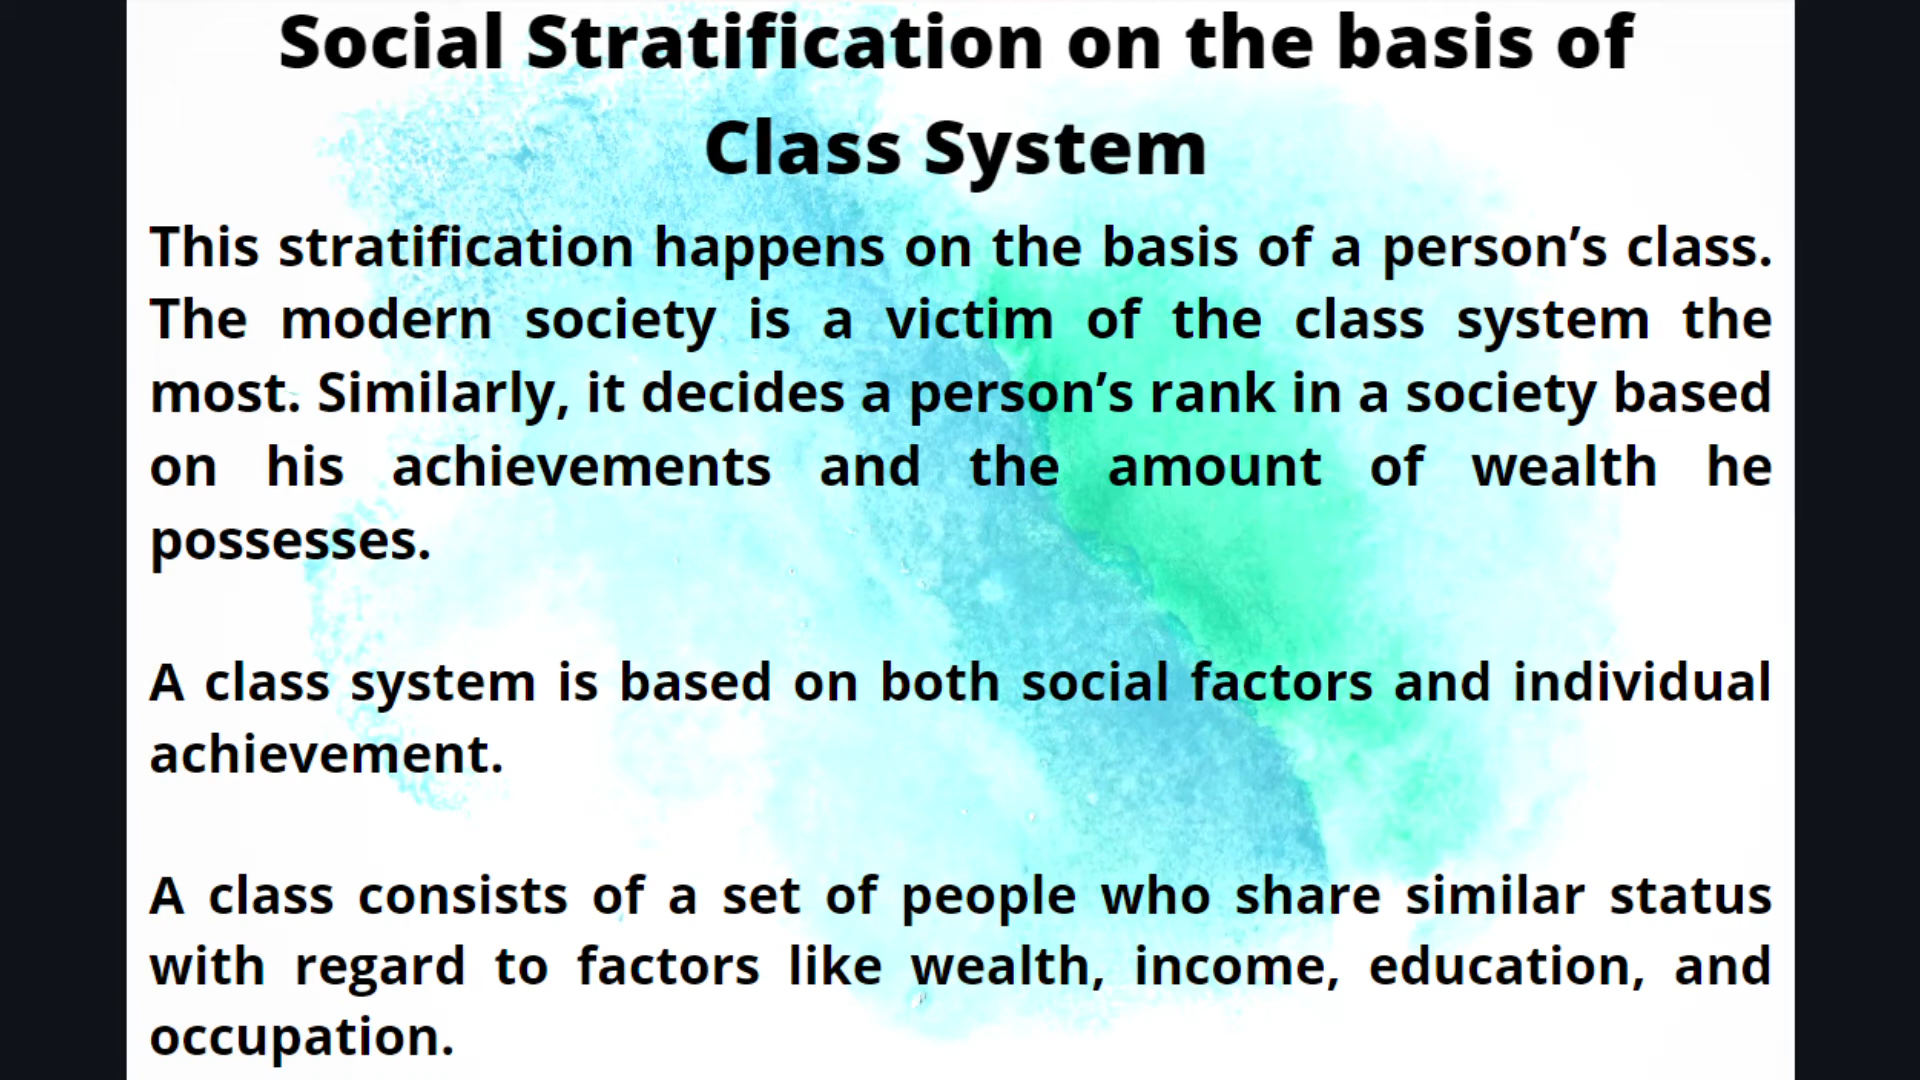 Social Stratification on the basis of
Class System
This stratification happens on the basis of a person’s class.
The modern society is a victim of the class system the
most. Similarly, it decides a person’s rank in a society based
on his achievements and the amount of wealth he
possesses.
A class system is based on both social factors and individual
achievement.
A class consists of a set of people who share similar status
with regard to factors like wealth, income, education, and
occupation.